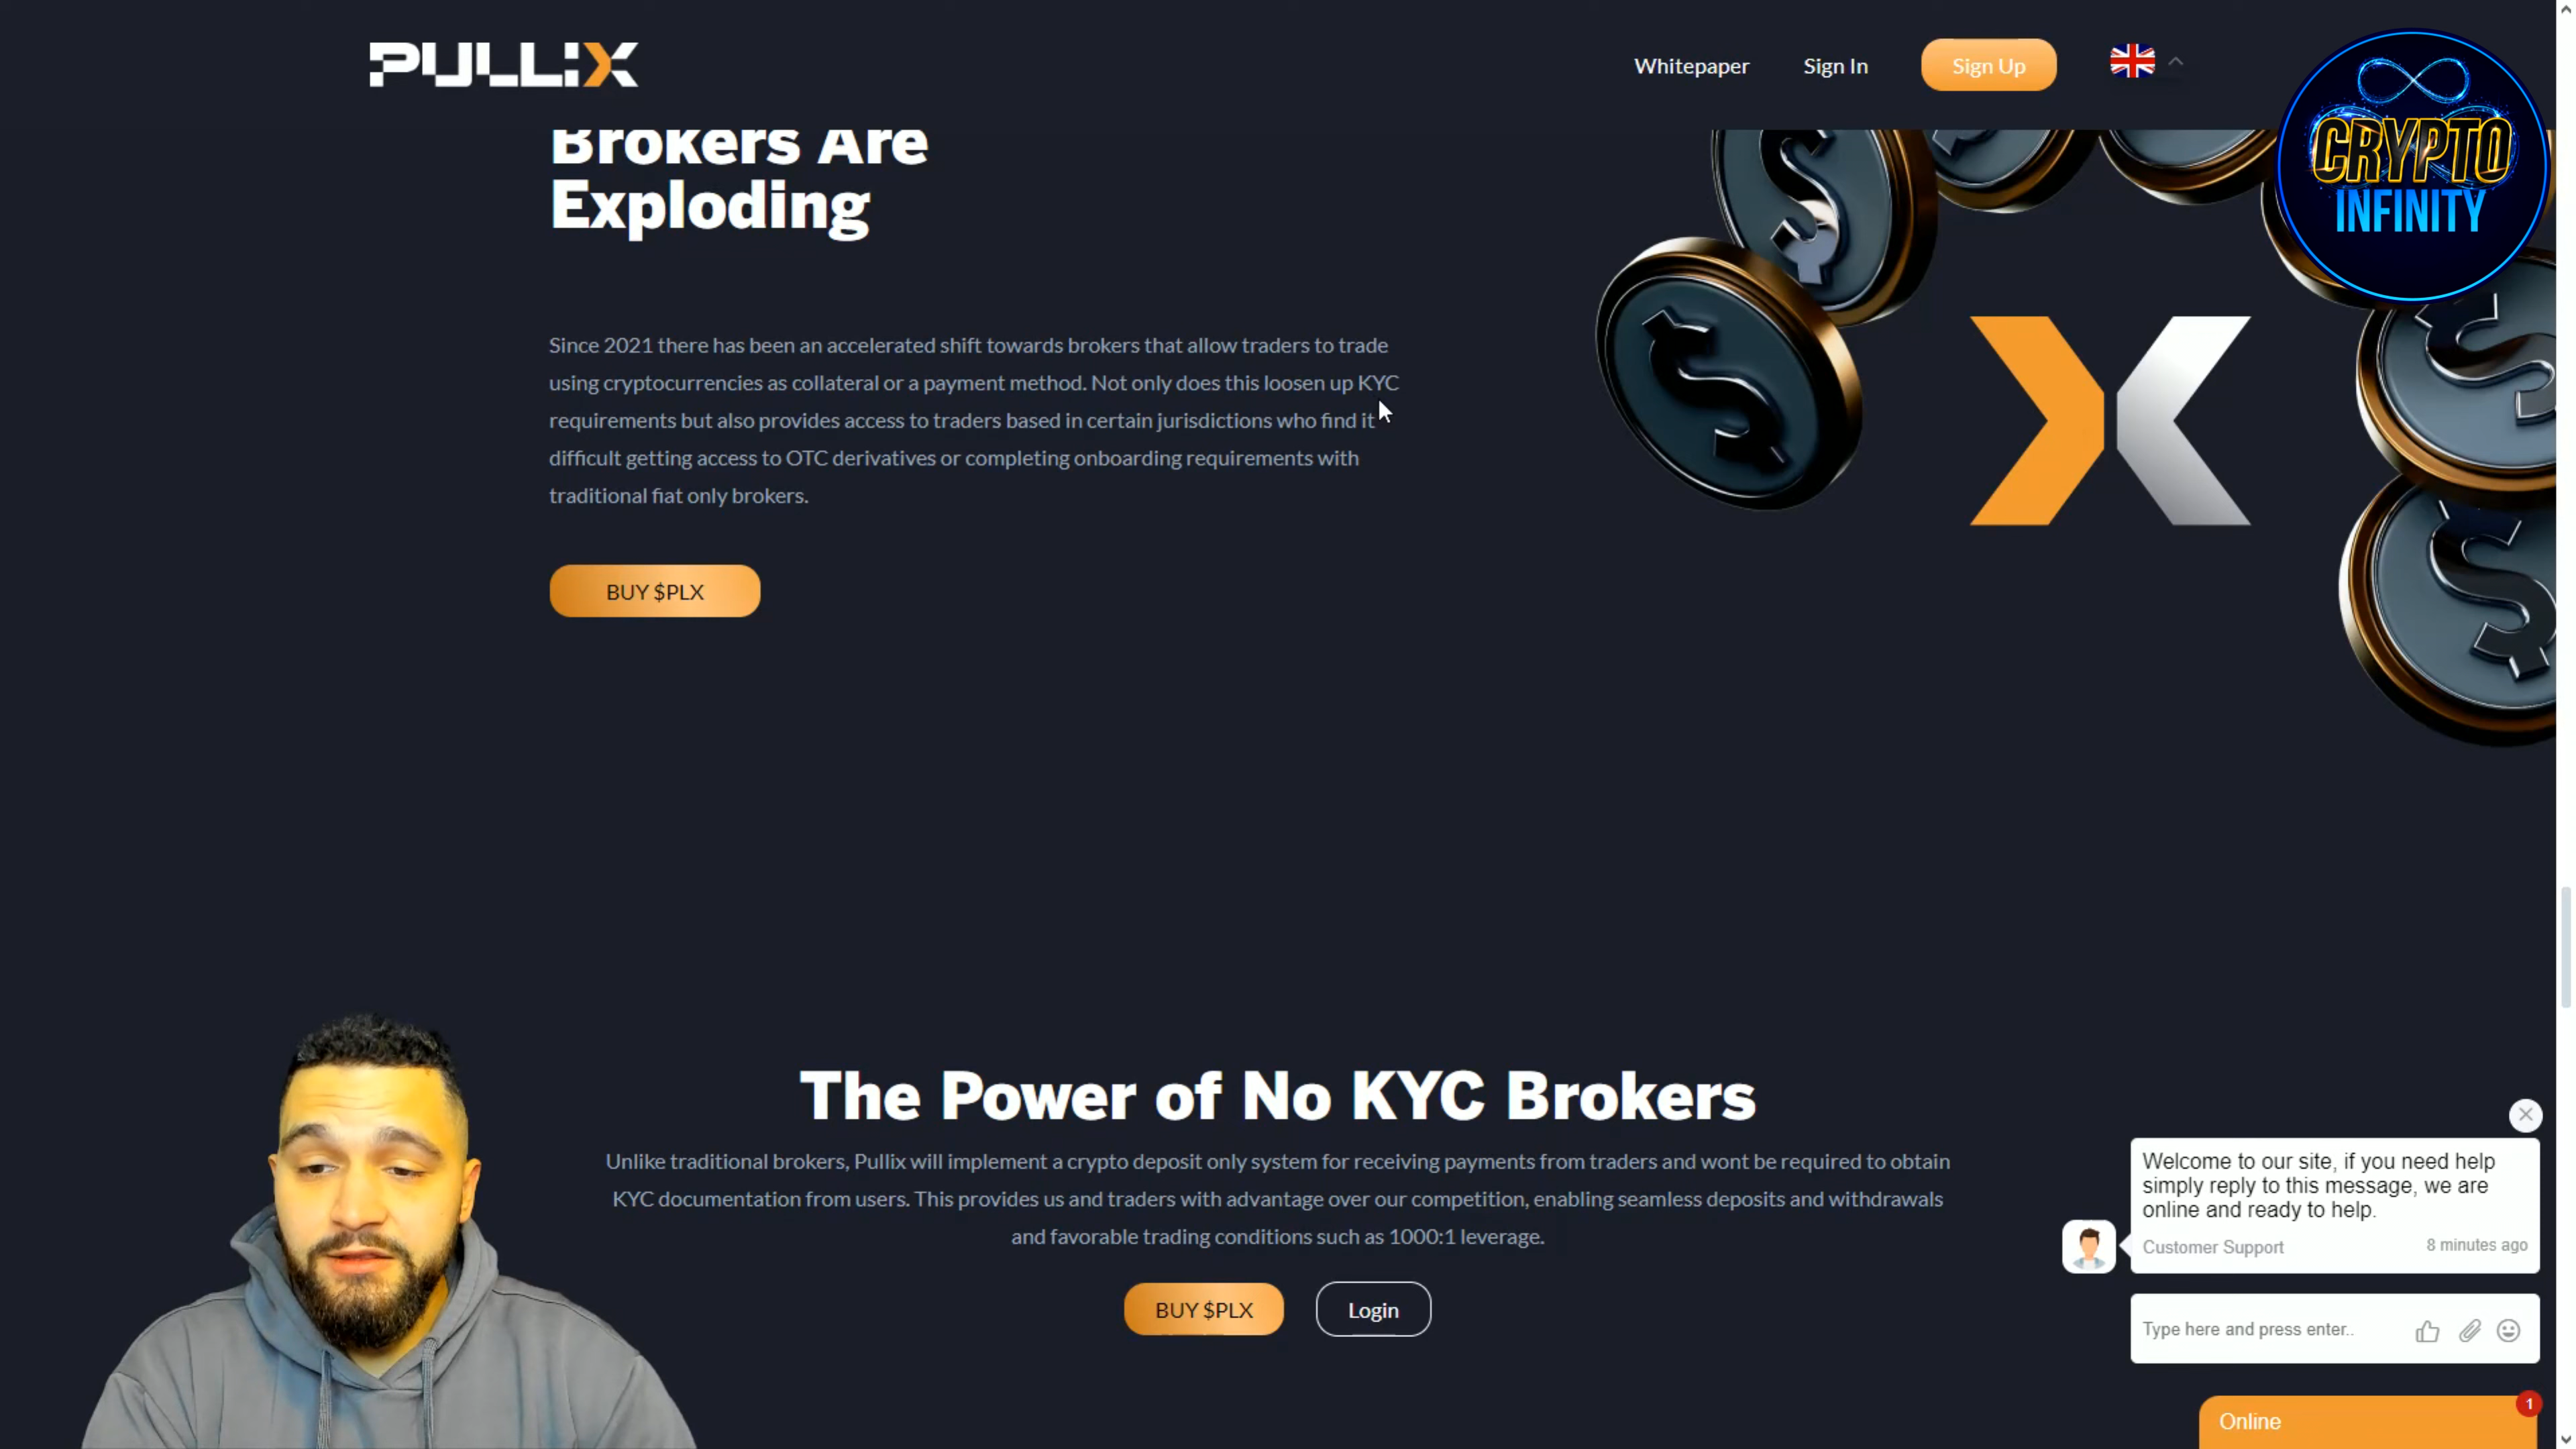 PULLIX
Whitepaper
Sign In
Sign Up
CRYPTO
INFINITY
Brokers Are
Exploding
Since 2021 there has been an accelerated shift towards brokers that allow traders to trade
using cryptocurrencies as collateral or a payment method. Not only does this loosen up KYC
requirements but also provides access to traders based in certain jurisdictions who find it
difficult getting access to OTC derivatives or completing onboarding requirements with
traditional fiat only brokers.
BUY $PLX
The Power of No KYC Brokers
Unlike traditional brokers, Pullix will implement a crypto deposit only system for receiving payments from traders and wont be required to obtain
KYC documentation from users. This provides us and traders with advantage over our competition, enabling seamless deposits and withdrawals
and favorable trading conditions such as 1000:1 leverage.
BUY $PLX
Login
Welcome to our site, if you need help
simply reply to this message, we are
online and ready to help.
Customer Support
8 minutes ago
Type here and press enter..
Online
1